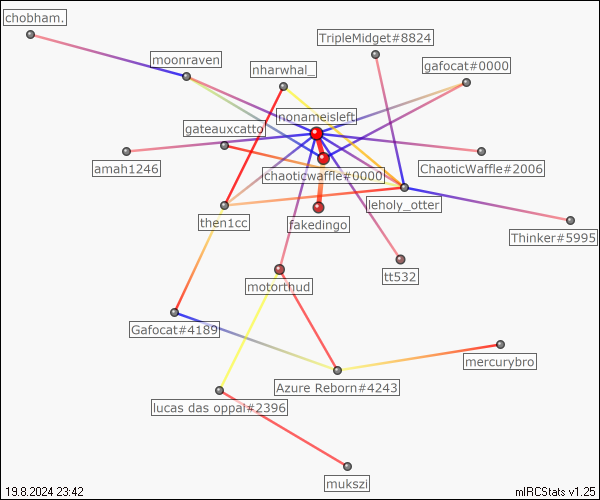 chobham.
TripleMidget#8824
moonraven
gafocat#0000
nharwhal_
nonameisleft
gateauxcatto
amah1246
ChaoticWaffle#2006
chaoticwaffle#0000
leholy_otter
then1cc
fakedingo
Thinker#5995
tt532
motorthud
Gafocat#4189
mercurybro
Azure Reborn#4243
lucas das oppai#2396
mukszi
19.8.2024 23:42
mIRCStats v1.25